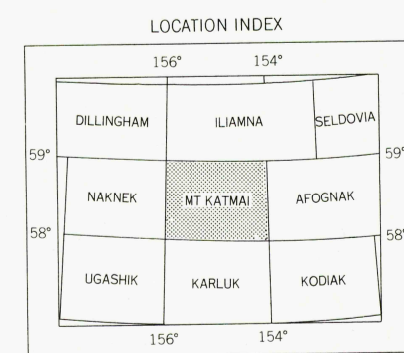 LOCATION INDEX
156° 154°
DILLINGHAM ILIAMNA SELDOVIA
59° 59°
NAKNEK MT KATMAI AFOGNAK
58° 58°
UGASHIK KARLUK KODIAK
156° 154°